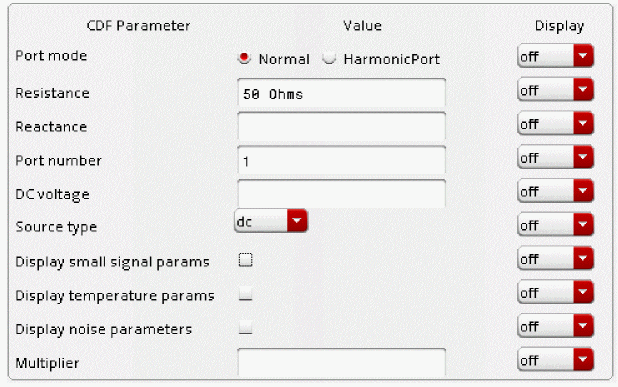 CDF Parameter Value Display
Port mode Normal HarmonicPort off
Resistance 50 Ohms off
Reactance off
Port number 1 off
DC voltage off
Source type dc off
Display small signal params off
Display temperature params off
Display noise parameters off
Multiplier off